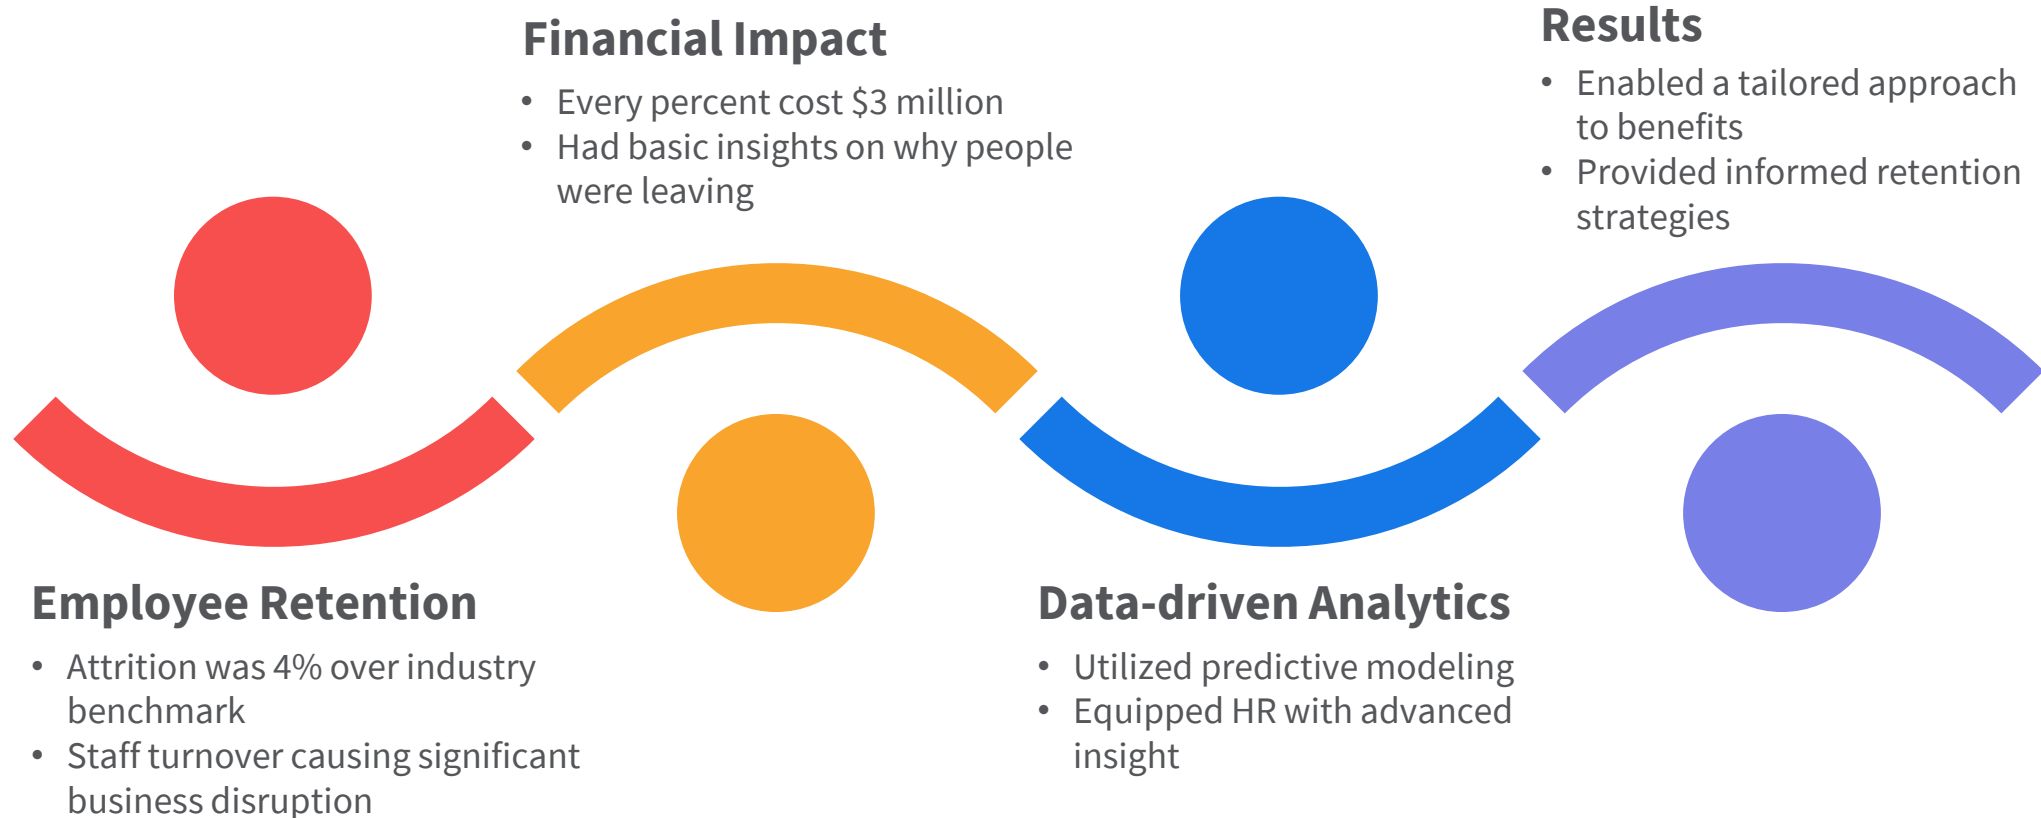 Employee Retention
• Attrition was 4% over industry
benchmark
• Staff turnover causing significant
business disruption
Financial Impact
• Every percent cost $3 million
• Had basic insights on why people
were leaving
Data-driven Analytics
• Utilized predictive modeling
• Equipped HR with advanced
insight
Results
• Enabled a tailored approach
to benefits
• Provided informed retention
strategies